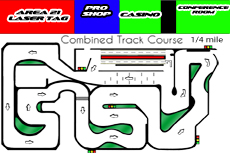 AREA 51
LASER TAG
PRO
SHOP
CASINO
CONFERENCE
ROOM
Combined Track Course 1/4 mile